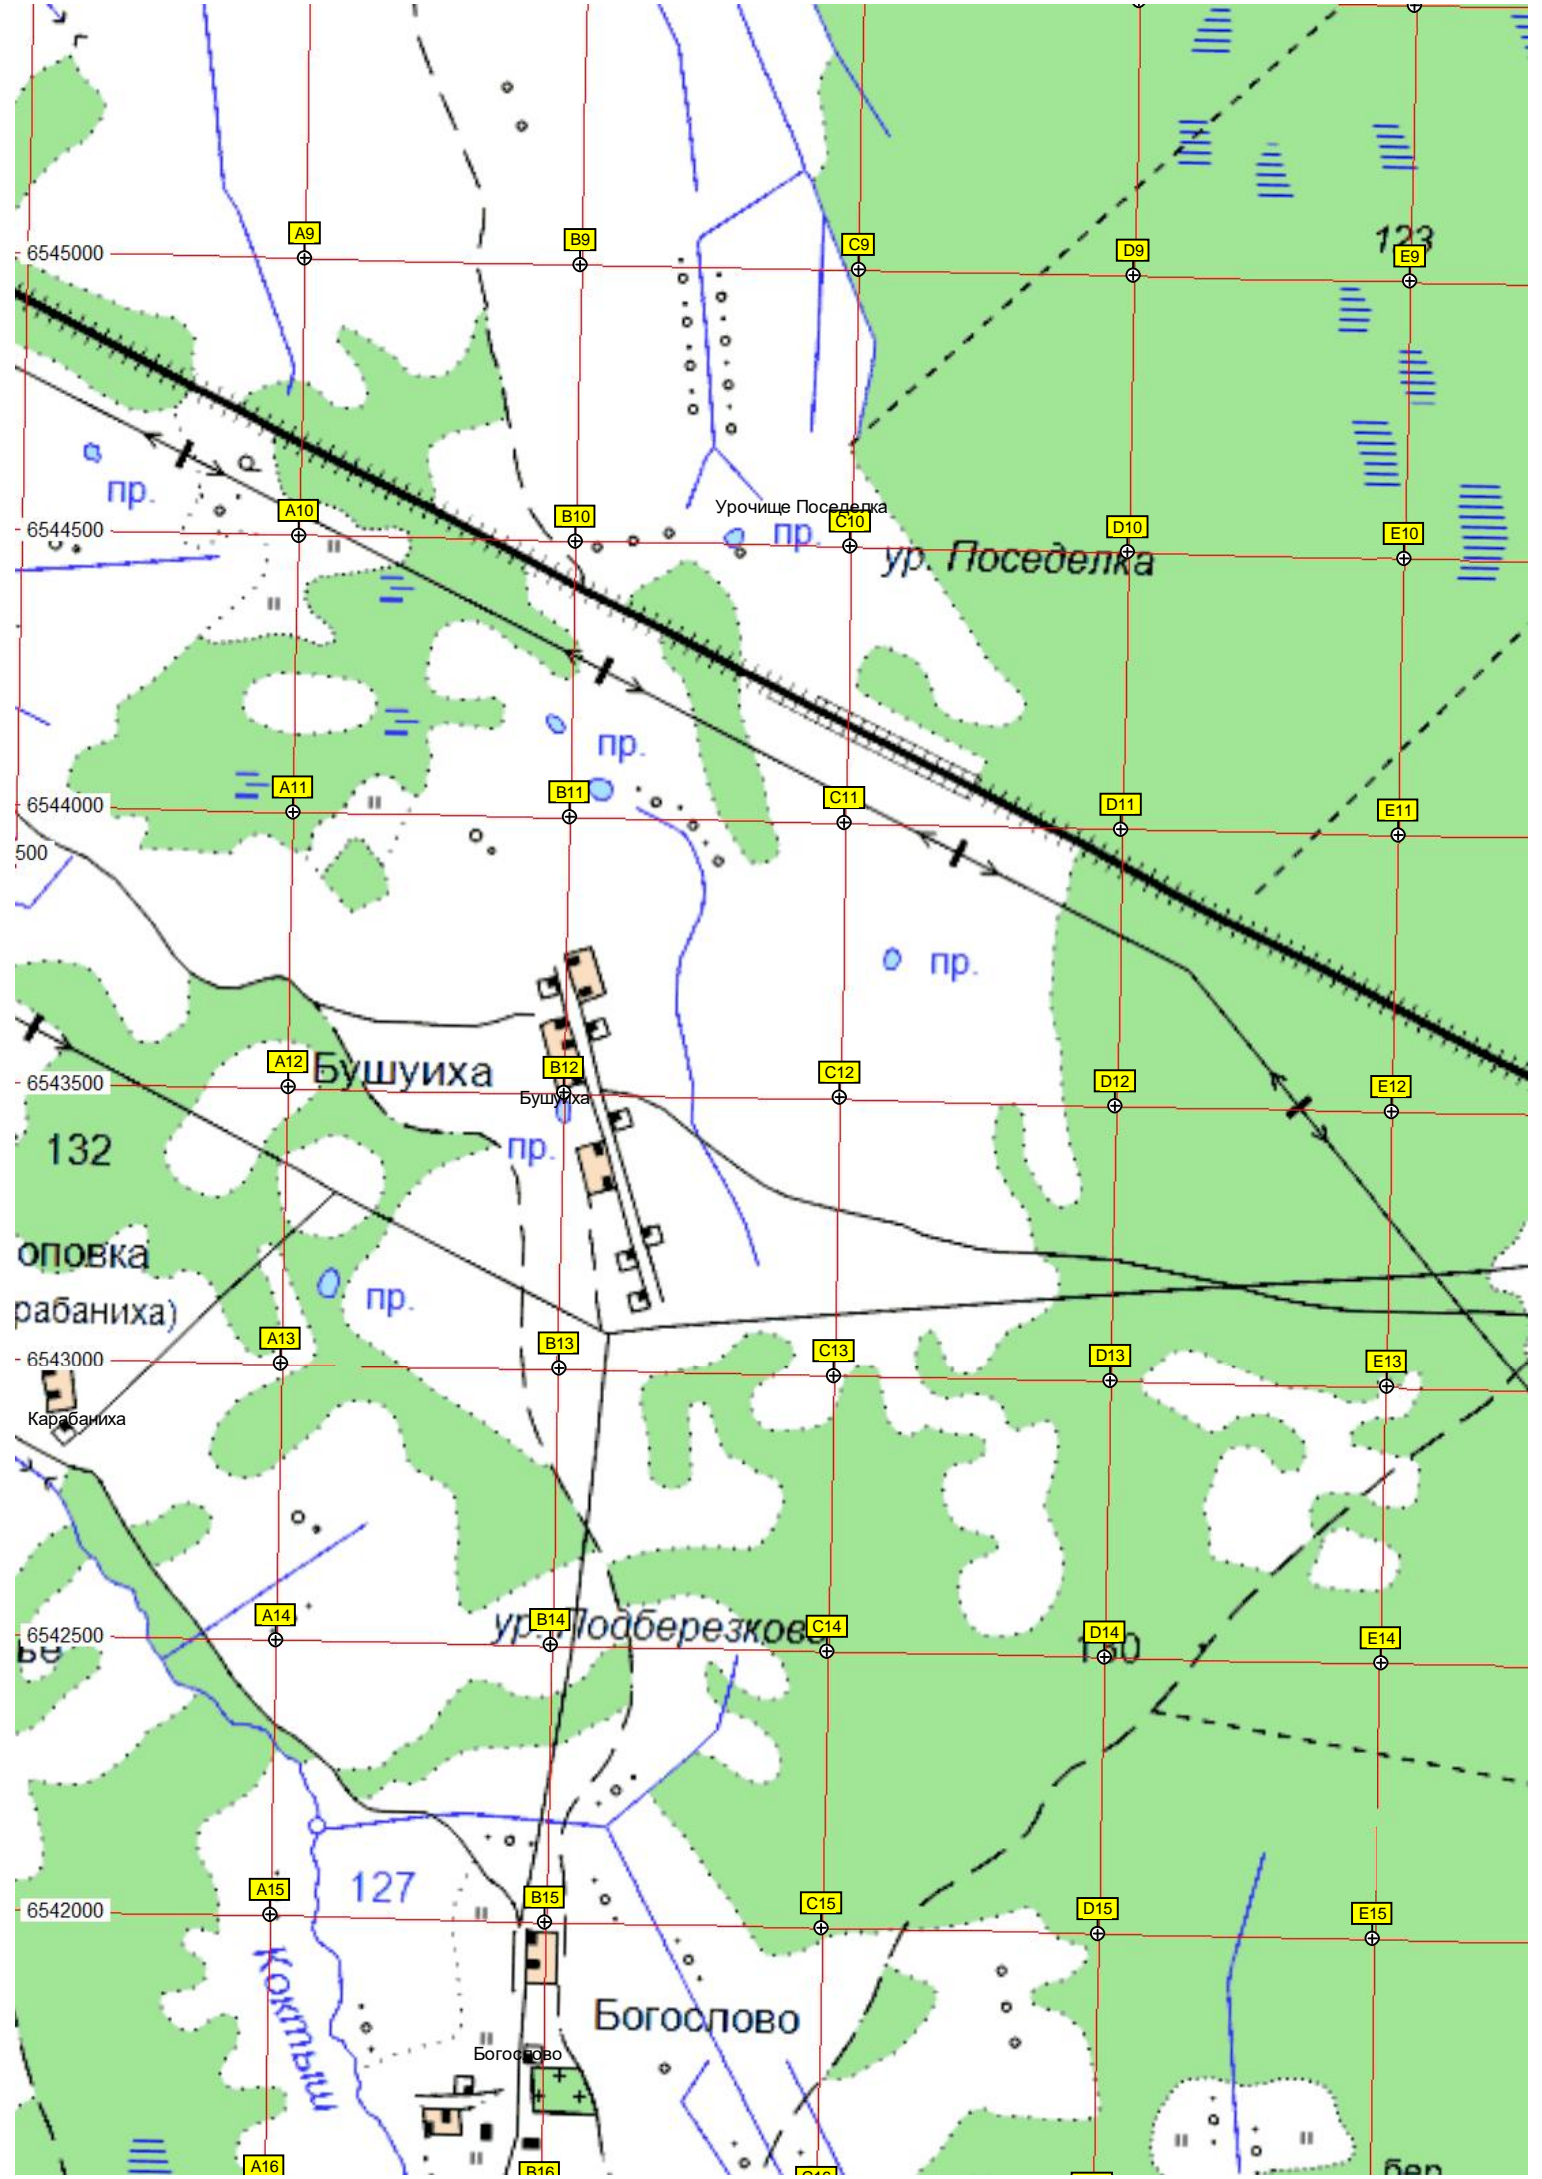 123
A9
B9
C9
D9
E9
6545000
пр.
Урочище Поседелка
пр.
ур. Поседелка
A10
B10
C10
D10
E10
6544500
пр.
A11
B11
C11
D11
E11
6544000
500
пр.
Бушуиха
A12
B12
C12
D12
E12
6543500
Бушуиха
132
пр.
оповка
рабаниха)
пр.
A13
B13
C13
D13
E13
6543000
Карабаниха
ур. Подберезково
A14
B14
C14
D14
E14
6542500
130
127
A15
B15
C15
D15
E15
6542000
Коктыш
Богослово
Богослово
A16
B16
бер